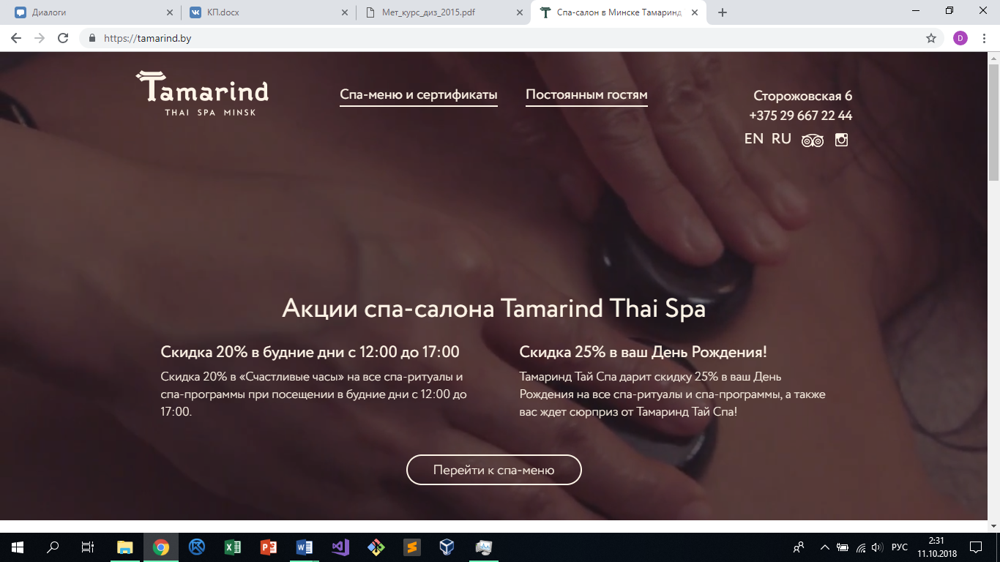 Диалоги
КП.docx
Мет_курс_диз_2015.pdf
Спа-салон в Минске Тамаринд
https://tamarind.by
D
Tamarind
THAI SPA MINSK
Спа-меню и сертификаты
Постоянным гостям
Сторожовская 6
+375 29 667 22 44
EN RU
Акции спа-салона Tamarind Thai Spa
Скидка 20% в будние дни с 12:00 до 17:00
Скидка 20% в «Счастливые часы» на все спа-ритуалы и
спа-программы при посещении в будние дни с 12:00 до
17:00.
Скидка 25% в ваш День Рождения!
Тамаринд Тай Спа дарит скидку 25% в ваш День
Рождения на все спа-ритуалы и спа-программы, а также
вас ждет сюрприз от Тамаринд Тай Спа!
Перейти к спа-меню
РУС
2:31
11.10.2018